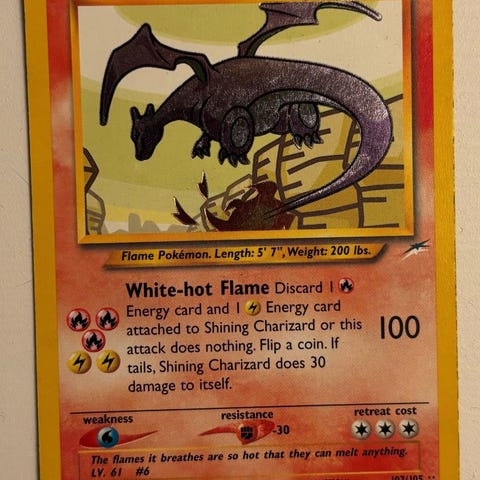 Flame Pokémon. Length: 5' 7", Weight: 200 lbs.
White-hot Flame Discard 1
Energy card and 1 Energy card
attached to Shining Charizard or this
attack does nothing. Flip a coin. If
tails, Shining Charizard does 30
damage to itself.
100
weakness resistance retreat cost
-30
The flames it breathes are so hot that they can melt anything.
LV. 61 #6
107/105